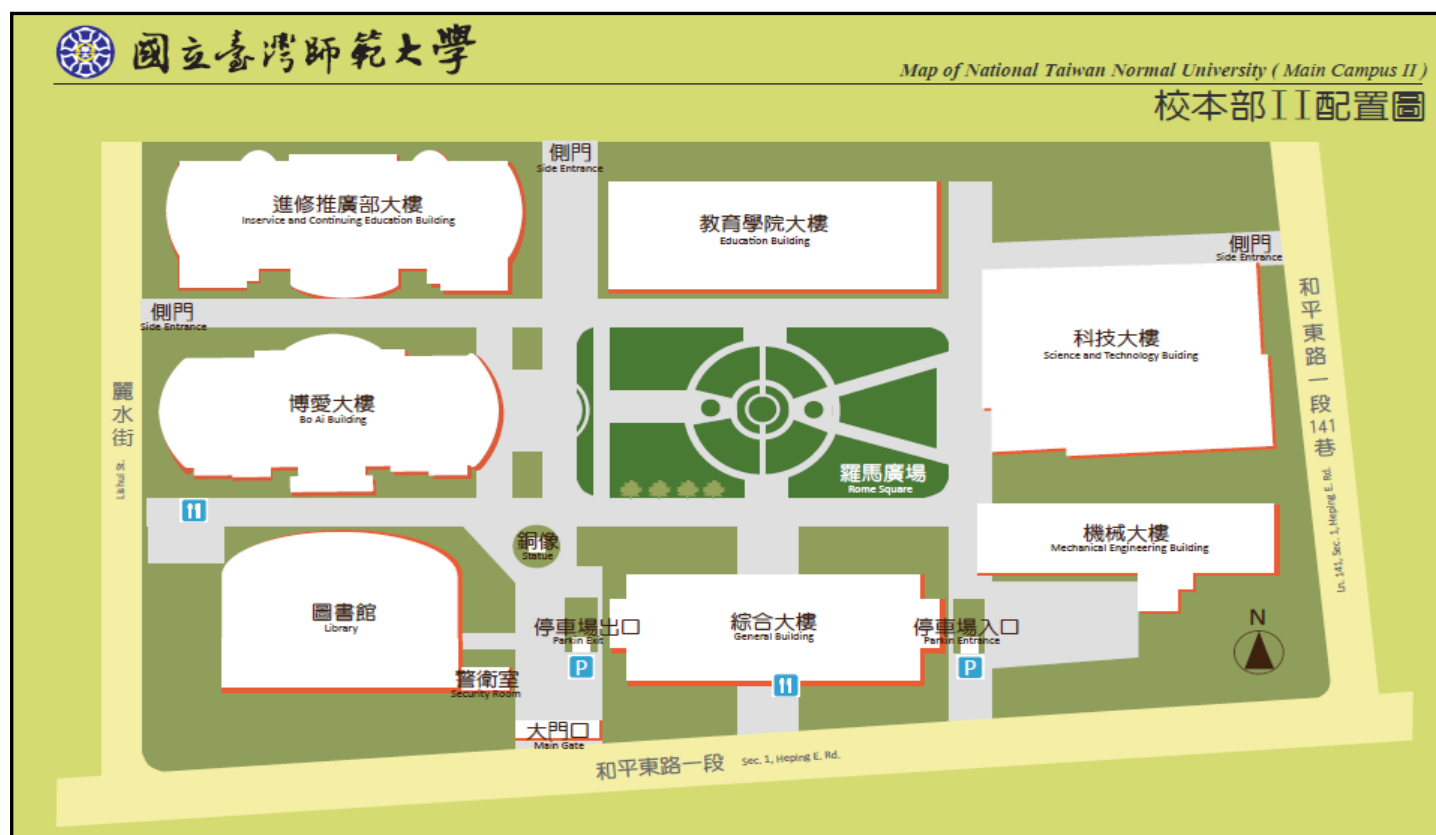 國立臺灣師範大學
Map of National Taiwan Normal University ( Main Campus II )
校本部II配置圖
側門
Side Entrance
進修推廣部大樓
Inservice and Continuing Education Building
教育學院大樓
Education Building
側門
Side Entrance
側門
Side Entrance
科技大樓
Science and Technology Buiding
博愛大樓
Bo Ai Building
麗水街
Lishui St.
和平東路一段141巷
Ln. 141, Sec. 1, Heping E. Rd.
羅馬廣場
Rome Square
銅像
Statue
機械大樓
Mechanical Engineering Building
圖書館
Library
停車場出口
Parkin Exit
P
綜合大樓
General Building
停車場入口
Parkin Entrance
P
N
警衛室
Security Room
大門口
Main Gate
和平東路一段 Sec. 1, Heping E. Rd.